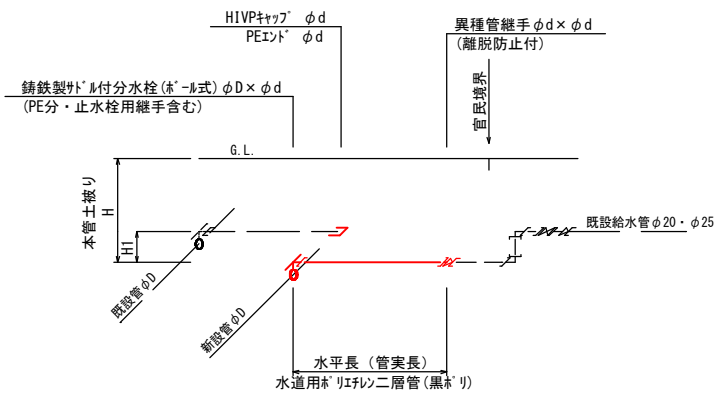 HIVPｷｬｯﾌﾟ φd
PEｴﾝﾄﾞ φd
異種管継手φd×φd
(離脱防止付)
鋳鉄製ｻﾄﾞﾙ付分水栓(ﾎﾞｰﾙ式)φD×φd
(PE分・止水栓用継手含む)
官民境界
G.L.
本管土被り
H
H1
既設給水管φ20・φ25
既設管φD
新設管φD
水平長（管実長）
水道用ﾎﾟﾘｴﾁﾚﾝ二層管(黒ﾎﾟﾘ)